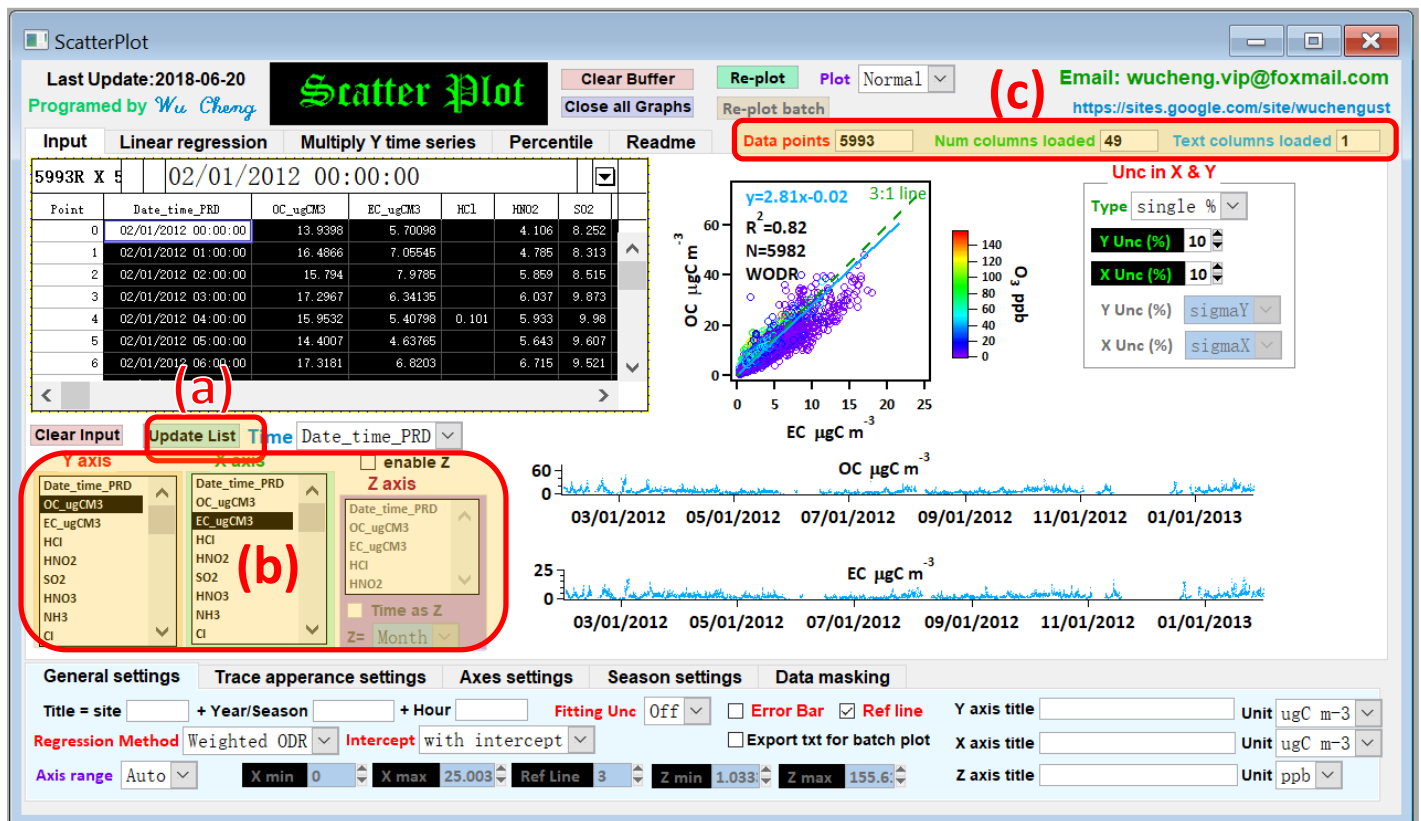 ScatterPlot
Last Update:2018-06-20
Programed by Wu Cheng
Scatter Plot
Clear Buffer
Close all Graphs
Re-plot
Plot Normal
Re-plot batch
(c)
Email: wucheng.vip@foxmail.com
https://sites.google.com/site/wuchengust
Input Linear regression Multiply Y time series Percentile Readme
Data points 5993 Num columns loaded 49 Text columns loaded 1
5993R X 5 02/01/2012 00:00:00
Point Date_time_PRD OC_ugCM3 EC_ugCM3 HCl HNO2 SO2
0 02/01/2012 00:00:00 13.9398 5.70098 4.106 8.252
1 02/01/2012 01:00:00 16.4866 7.05545 4.785 8.313
2 02/01/2012 02:00:00 15.794 7.9785 5.859 8.515
3 02/01/2012 03:00:00 17.2967 6.34135 6.037 9.873
4 02/01/2012 04:00:00 15.9532 5.40798 0.101 5.933 9.98
5 02/01/2012 05:00:00 14.4007 4.63765 5.643 9.607
6 02/01/2012 06:00:00 17.3181 6.8203 6.715 9.521
y=2.81x-0.02 3:1 line
R²=0.82
N=5982
WODR
60
40
20
0
OC µgC m⁻³
0 5 10 15 20 25
EC µgC m⁻³
140
120
100
80
60
40
20
0
O₃ ppb
Unc in X & Y
Type single %
Y Unc (%) 10
X Unc (%) 10
Y Unc (%) sigmaY
X Unc (%) sigmaX
(a)
Clear Input Update List Time Date_time_PRD
Y axis
Date_time_PRD
OC_ugCM3
EC_ugCM3
HCl
HNO2
SO2
HNO3
NH3
Cl
X axis
Date_time_PRD
OC_ugCM3
EC_ugCM3
HCl
HNO2
SO2
HNO3
NH3
Cl
(b)
enable Z
Z axis
Date_time_PRD
OC_ugCM3
EC_ugCM3
HCl
HNO2
Time as Z
Z= Month
OC µgC m⁻³
60
0
03/01/2012 05/01/2012 07/01/2012 09/01/2012 11/01/2012 01/01/2013
EC µgC m⁻³
25
0
03/01/2012 05/01/2012 07/01/2012 09/01/2012 11/01/2012 01/01/2013
General settings Trace apperance settings Axes settings Season settings Data masking
Title = site + Year/Season + Hour Fitting Unc Off Error Bar Ref line Y axis title Unit ugC m-3
Regression Method Weighted ODR Intercept with intercept Export txt for batch plot X axis title Unit ugC m-3
Axis range Auto X min 0 X max 25.003 Ref Line 3 Z min 1.033 Z max 155.6 Z axis title Unit ppb